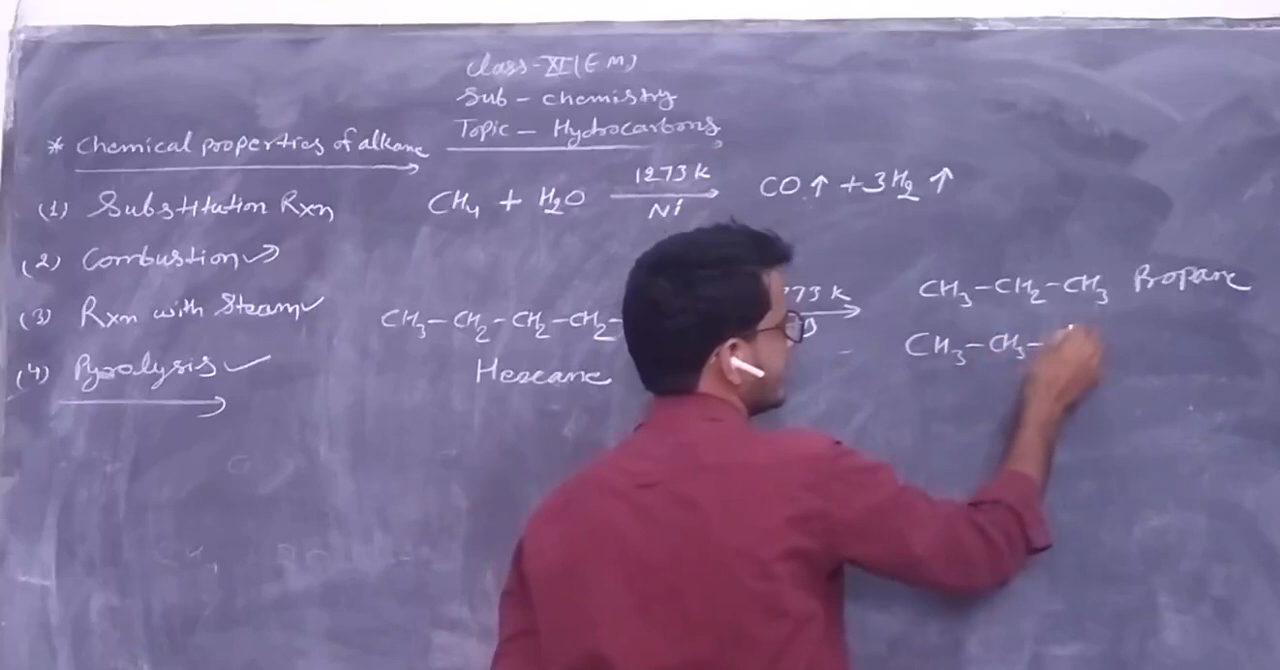 Class-XI(EM)
Sub - chemistry
Topic - Hydrocarbons
* Chemical properties of alkane
(1) Substitution Rxn
CH₄ + H₂O 1273 K Ni CO↑ + 3H₂↑
(2) Combustion
(3) Rxn with Steam
CH₃-CH₂-CH₂-CH₂- 73 K CH₃-CH₂-CH₃ Propane
Hexane
CH₃-CH₃-
(4) Pyrolysis